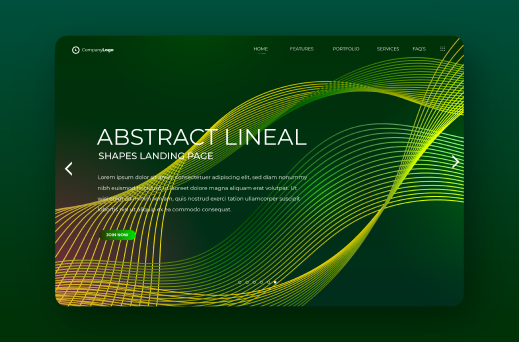 CompanyLogo
HOME FEATURES PORTFOLIO SERVICES FAQ'S
ABSTRACT LINEAL
SHAPES LANDING PAGE
Lorem ipsum dolor sit amet, consectetuer adipiscing elit, sed diam nonummy
nibh euismod tincidunt ut laoreet dolore magna aliquam erat volutpat. Ut
wisi enim ad minim veniam, quis nostrud exerci tation ullamcorper suscipit
lobortis nisl ut aliquip ex ea commodo consequat.
JOIN NOW